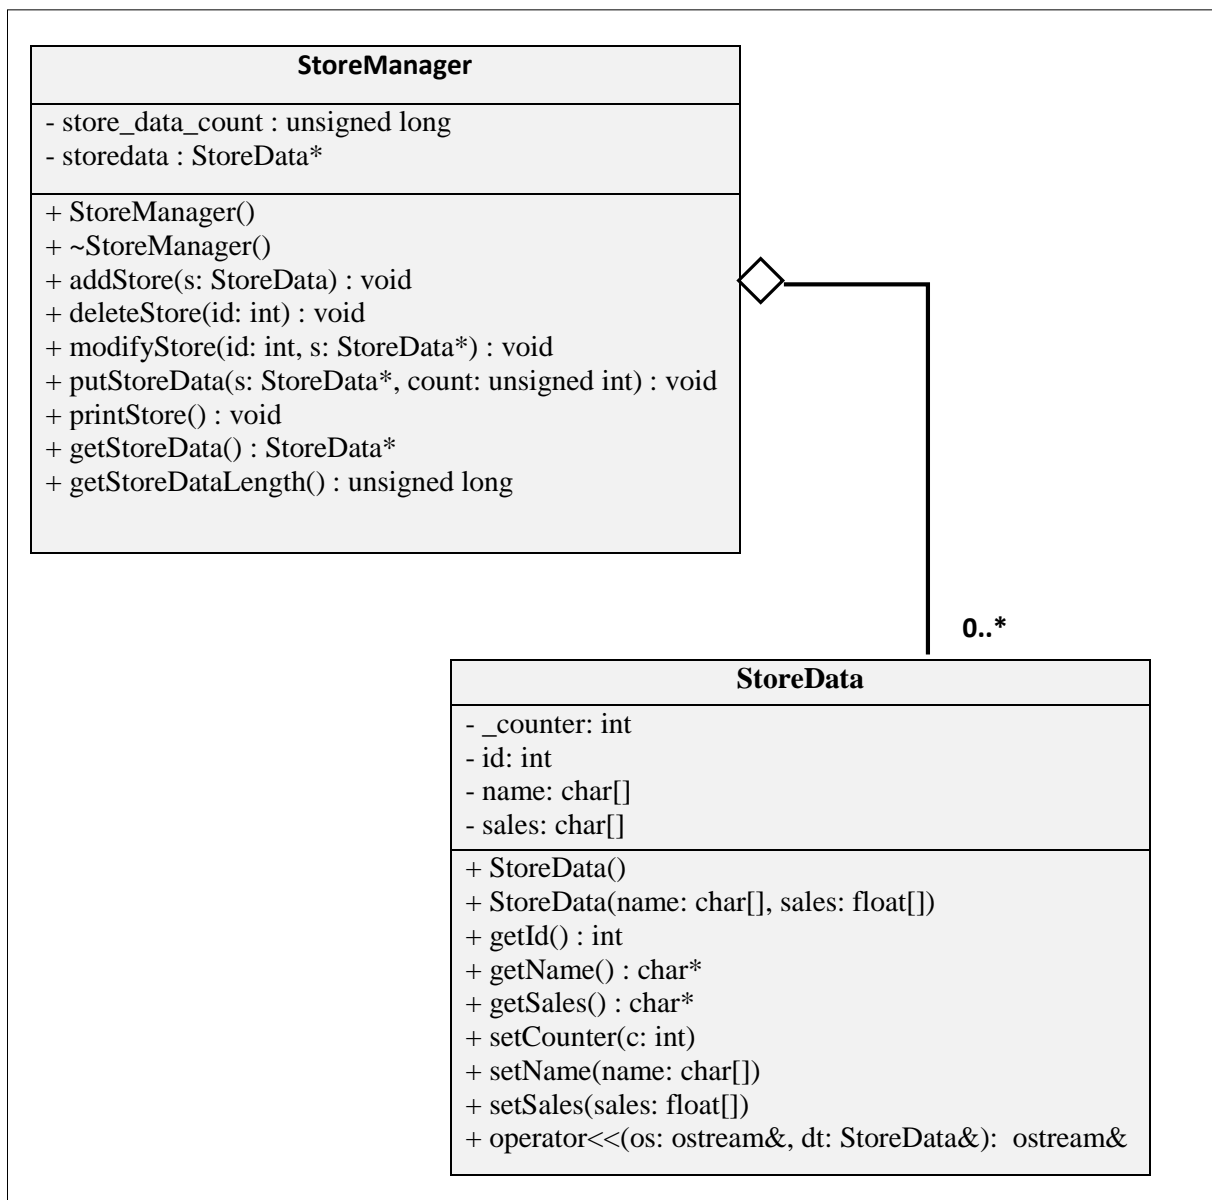 StoreManager
- store_data_count : unsigned long
- storedata : StoreData*
+ StoreManager()
+ ~StoreManager()
+ addStore(s: StoreData) : void
+ deleteStore(id: int) : void
+ modifyStore(id: int, s: StoreData*) : void
+ putStoreData(s: StoreData*, count: unsigned int) : void
+ printStore() : void
+ getStoreData() : StoreData*
+ getStoreDataLength() : unsigned long
0..*
StoreData
- _counter: int
- id: int
- name: char[]
- sales: char[]
+ StoreData()
+ StoreData(name: char[], sales: float[])
+ getId() : int
+ getName() : char*
+ getSales() : char*
+ setCounter(c: int)
+ setName(name: char[])
+ setSales(sales: float[])
+ operator<<(os: ostream&, dt: StoreData&): ostream&